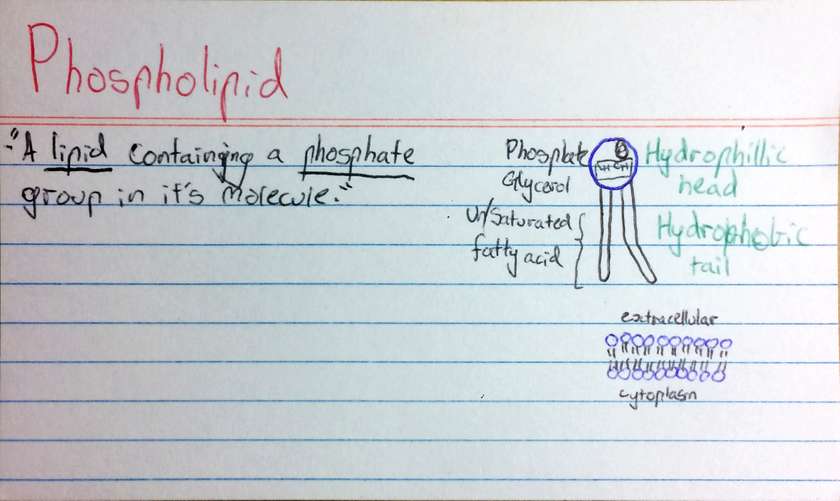 Phospholipid
"A lipid containing a phosphate
group in it's molecule."
Phosplate
Glycerol
Un/Saturated
fatty acid
Hydrophillic
head
Hydrophobic
tail
extracellular
cytoplasm